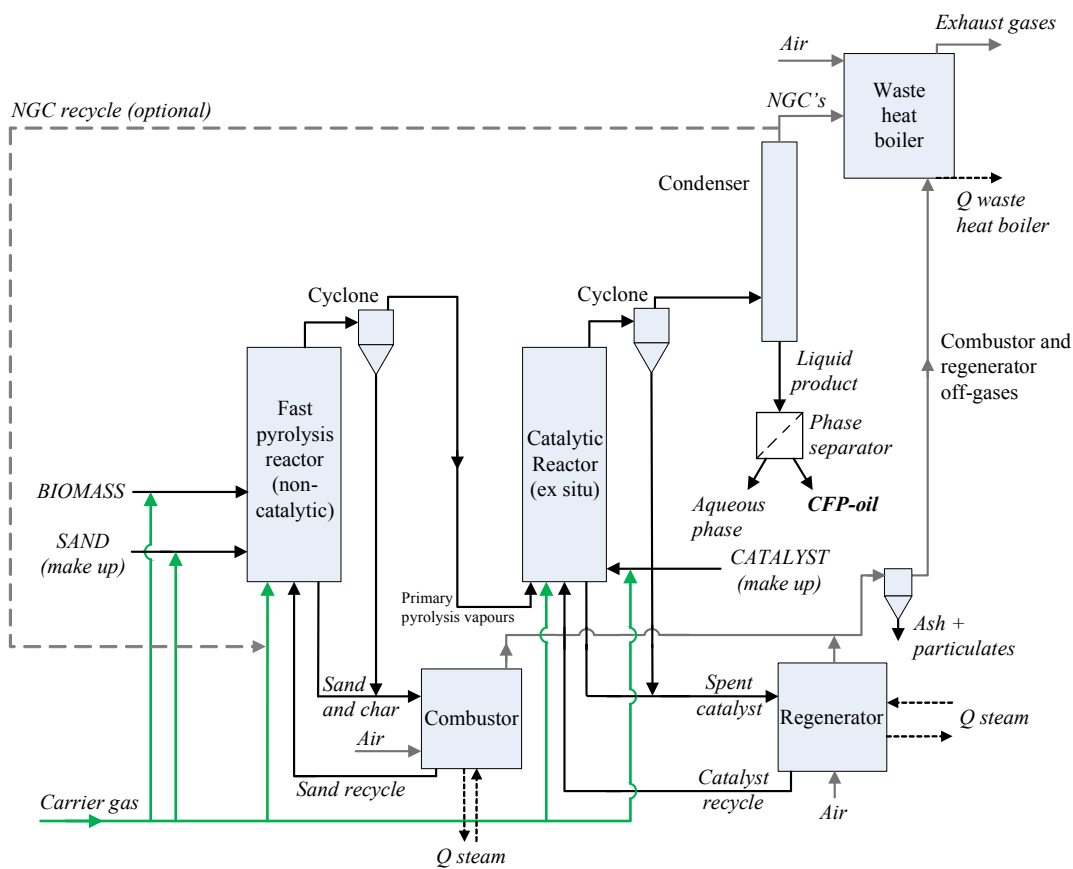 Exhaust gases
Air
NGC recycle (optional)
NGC's
Waste
heat
boiler
Condenser
Q waste
heat boiler
Cyclone
Cyclone
Combustor and
regenerator
off-gases
Liquid
product
Fast
pyrolysis
reactor
(non-
catalytic)
Catalytic
Reactor
(ex situ)
Phase
separator
BIOMASS
Aqueous
phase
CFP-oil
SAND
(make up)
CATALYST
(make up)
Primary
pyrolysis vapours
Ash +
particulates
Sand
and char
Combustor
Spent
catalyst
Regenerator
Q steam
Air
Sand recycle
Catalyst
recycle
Carrier gas
Air
Q steam